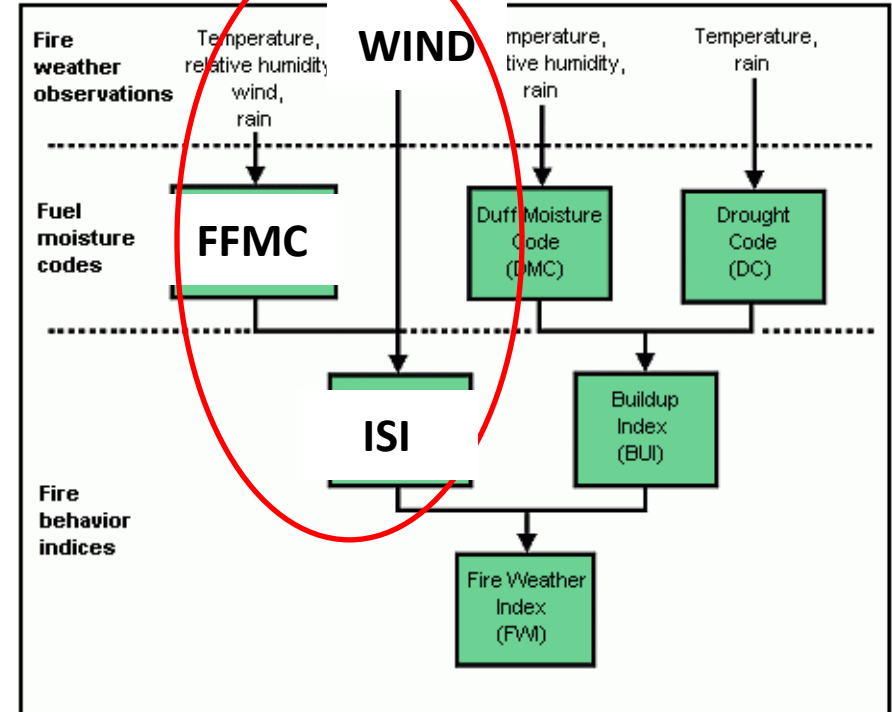 Fire
weather
observations
Temperature,
relative humidity
wind,
rain
WIND
mperature,
tive humidity,
rain
Temperature,
rain
Fuel
moisture
codes
FFMC
Duff Moisture
Code
(DMC)
Drought
Code
(DC)
ISI
Buildup
Index
(BUI)
Fire
behavior
indices
Fire Weather
Index
(FWI)